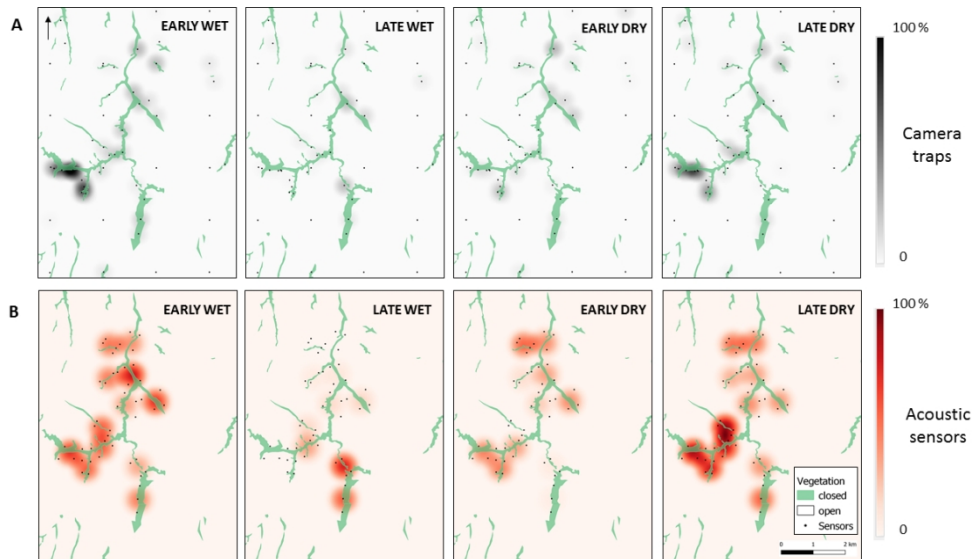 A
EARLY WET
LATE WET
EARLY DRY
LATE DRY
100 %
Camera
traps
0
B
EARLY WET
LATE WET
EARLY DRY
LATE DRY
100 %
Acoustic
sensors
Vegetation
closed
open
Sensors
0
0 1 2 km